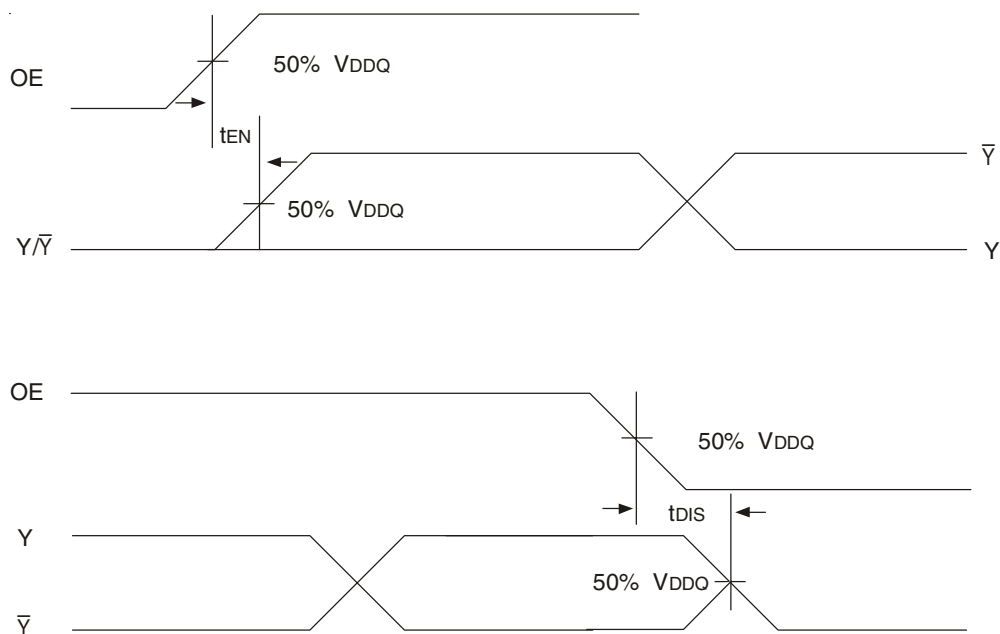 OE
50% VDDQ
tEN
Y̅
50% VDDQ
Y/Y̅
Y
OE
50% VDDQ
tDIS
Y
50% VDDQ
Y̅